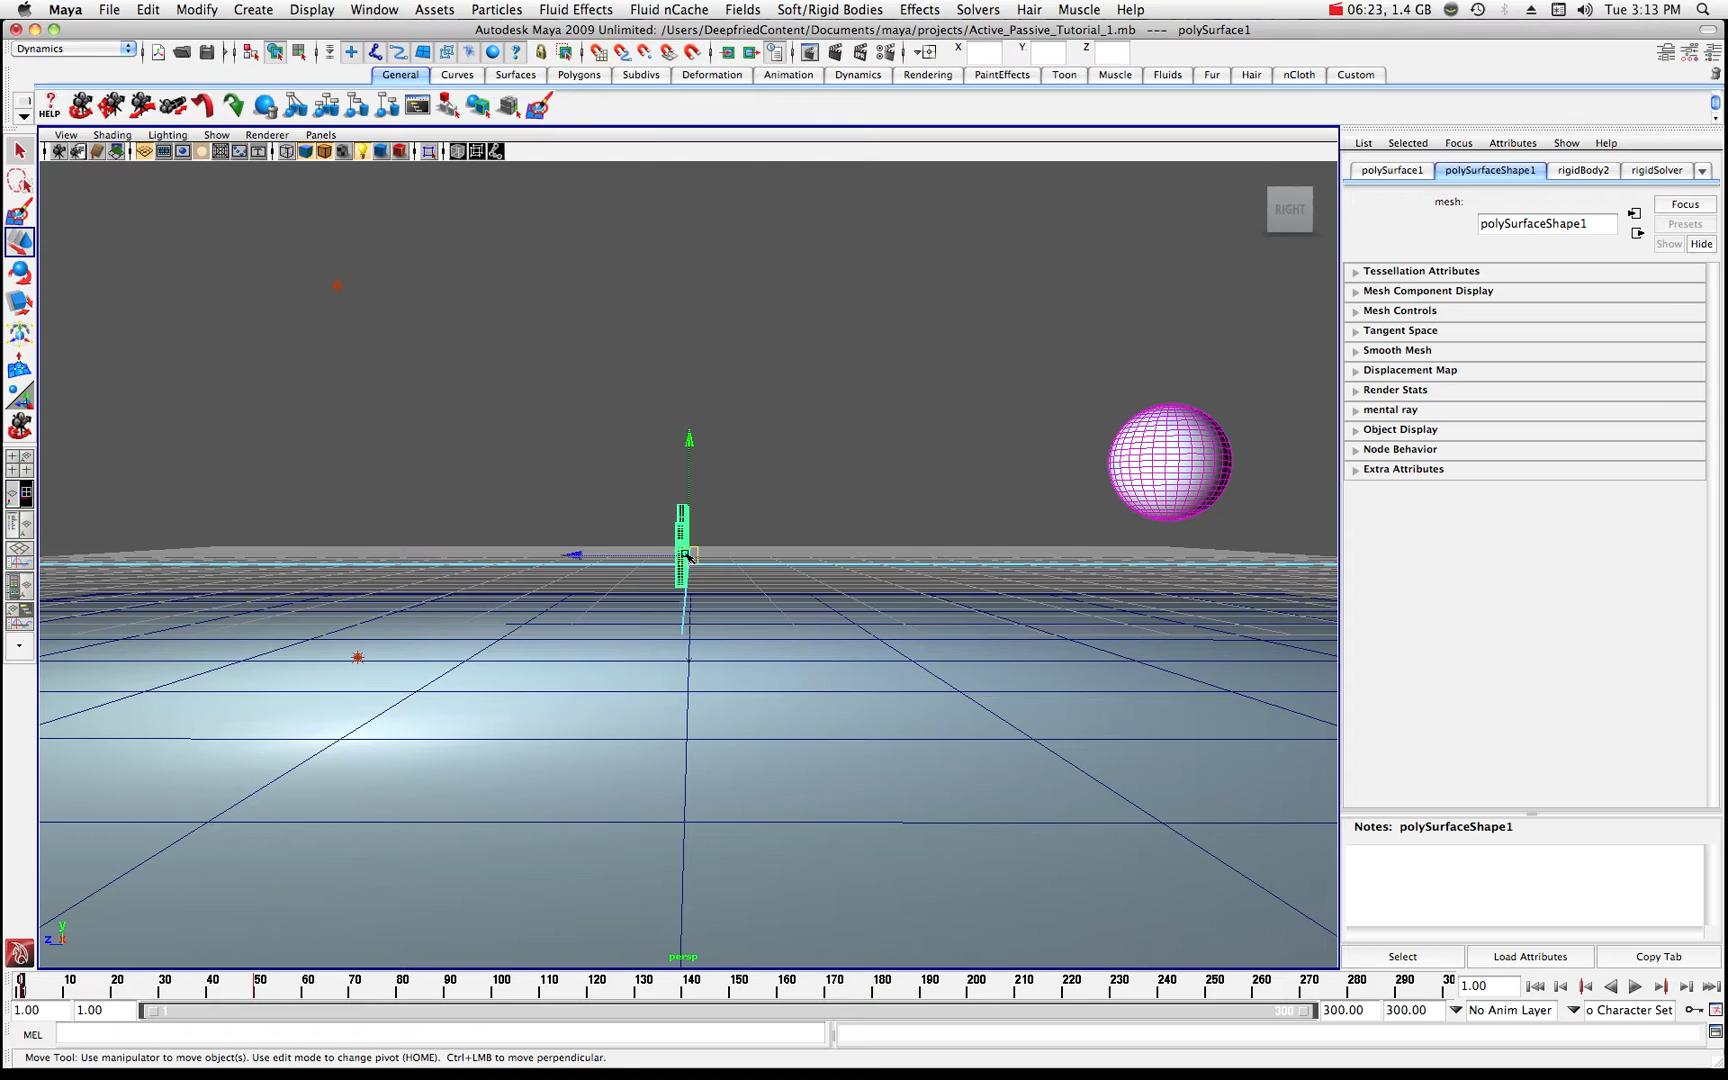 Maya File Edit Modify Create Display Window Assets Particles Fluid Effects Fluid nCache Fields Soft/Rigid Bodies Effects Solvers Hair Muscle Help 06:23, 1.4 GB Tue 3:13 PM
Autodesk Maya 2009 Unlimited: /Users/DeepfriedContent/Documents/maya/projects/Active_Passive_Tutorial_1.mb --- polySurface1
Dynamics X Y Z
General Curves Surfaces Polygons Subdivs Deformation Animation Dynamics Rendering PaintEffects Toon Muscle Fluids Fur Hair nCloth Custom
HELP
View Shading Lighting Show Renderer Panels
List Selected Focus Attributes Show Help
polySurface1 polySurfaceShape1 rigidBody2 rigidSolver
mesh: Focus
polySurfaceShape1 Presets
Show Hide
RIGHT
Tessellation Attributes
Mesh Component Display
Mesh Controls
Tangent Space
Smooth Mesh
Displacement Map
Render Stats
mental ray
Object Display
Node Behavior
Extra Attributes
Notes: polySurfaceShape1
y
z x
persp
Select Load Attributes Copy Tab
0 10 20 30 40 50 60 70 80 90 100 110 120 130 140 150 160 170 180 190 200 210 220 230 240 250 260 270 280 290 30 1.00
1.00 1.00 1 300 300.00 300.00 No Anim Layer o Character Set
MEL
Move Tool: Use manipulator to move object(s). Use edit mode to change pivot (HOME). Ctrl+LMB to move perpendicular.